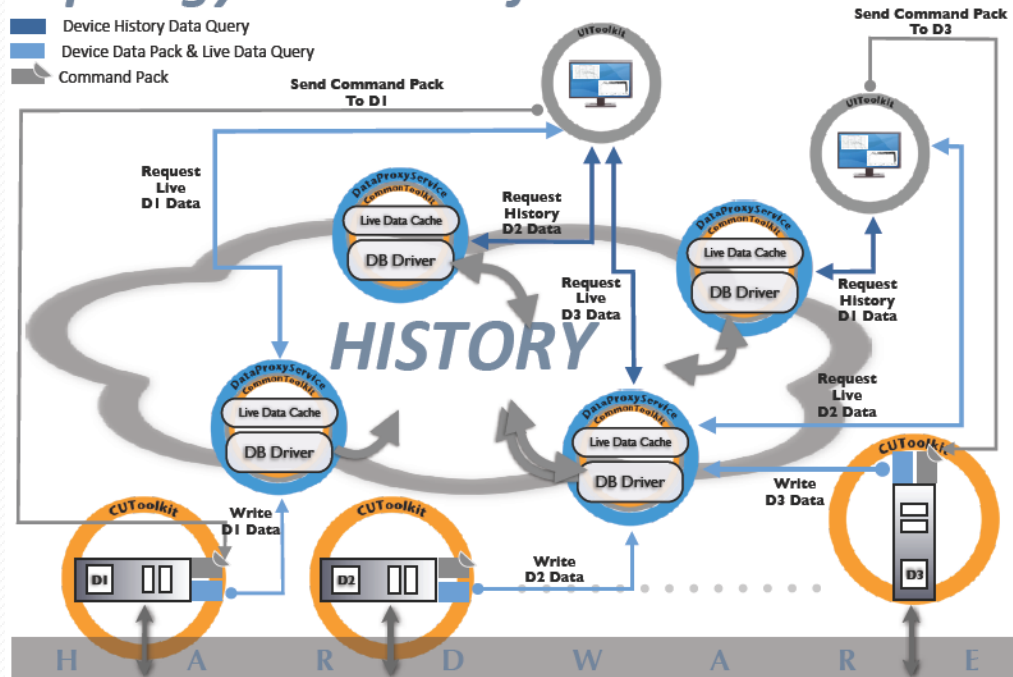 Device History Data Query
Device Data Pack & Live Data Query
Command Pack
Send Command Pack
To D1
UIToolkit
Send Command Pack
To D3
UIToolkit
Request
Live
D1 Data
DataProxyService
CommonToolkit
Live Data Cache
DB Driver
Request
History
D2 Data
DataProxyService
CommonToolkit
Live Data Cache
DB Driver
Request
History
D1 Data
Request
Live
D3 Data
HISTORY
DataProxyService
CommonToolkit
Live Data Cache
DB Driver
DataProxyService
CommonToolkit
Live Data Cache
DB Driver
Request
Live
D2 Data
CUToolkit
D1
Write
D1 Data
CUToolkit
D2
Write
D2 Data
Write
D3 Data
CUToolkit
D3
HARDWARE